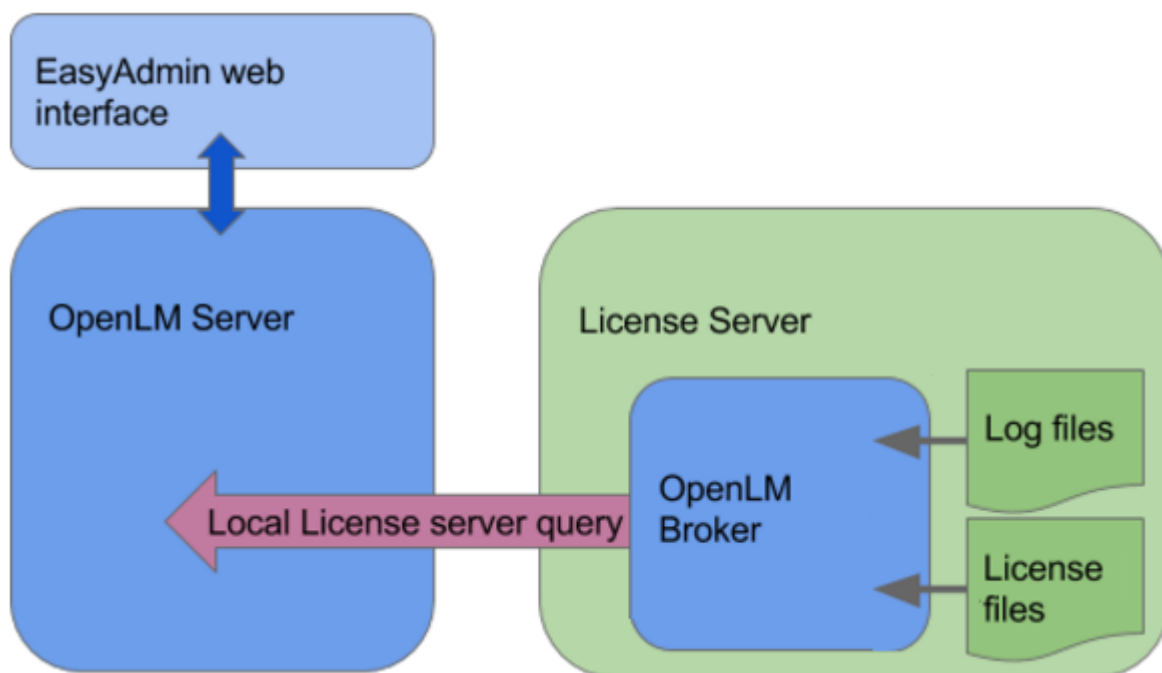 EasyAdmin web
interface
OpenLM Server
License Server
Log files
OpenLM
Broker
Local License server query
License
files